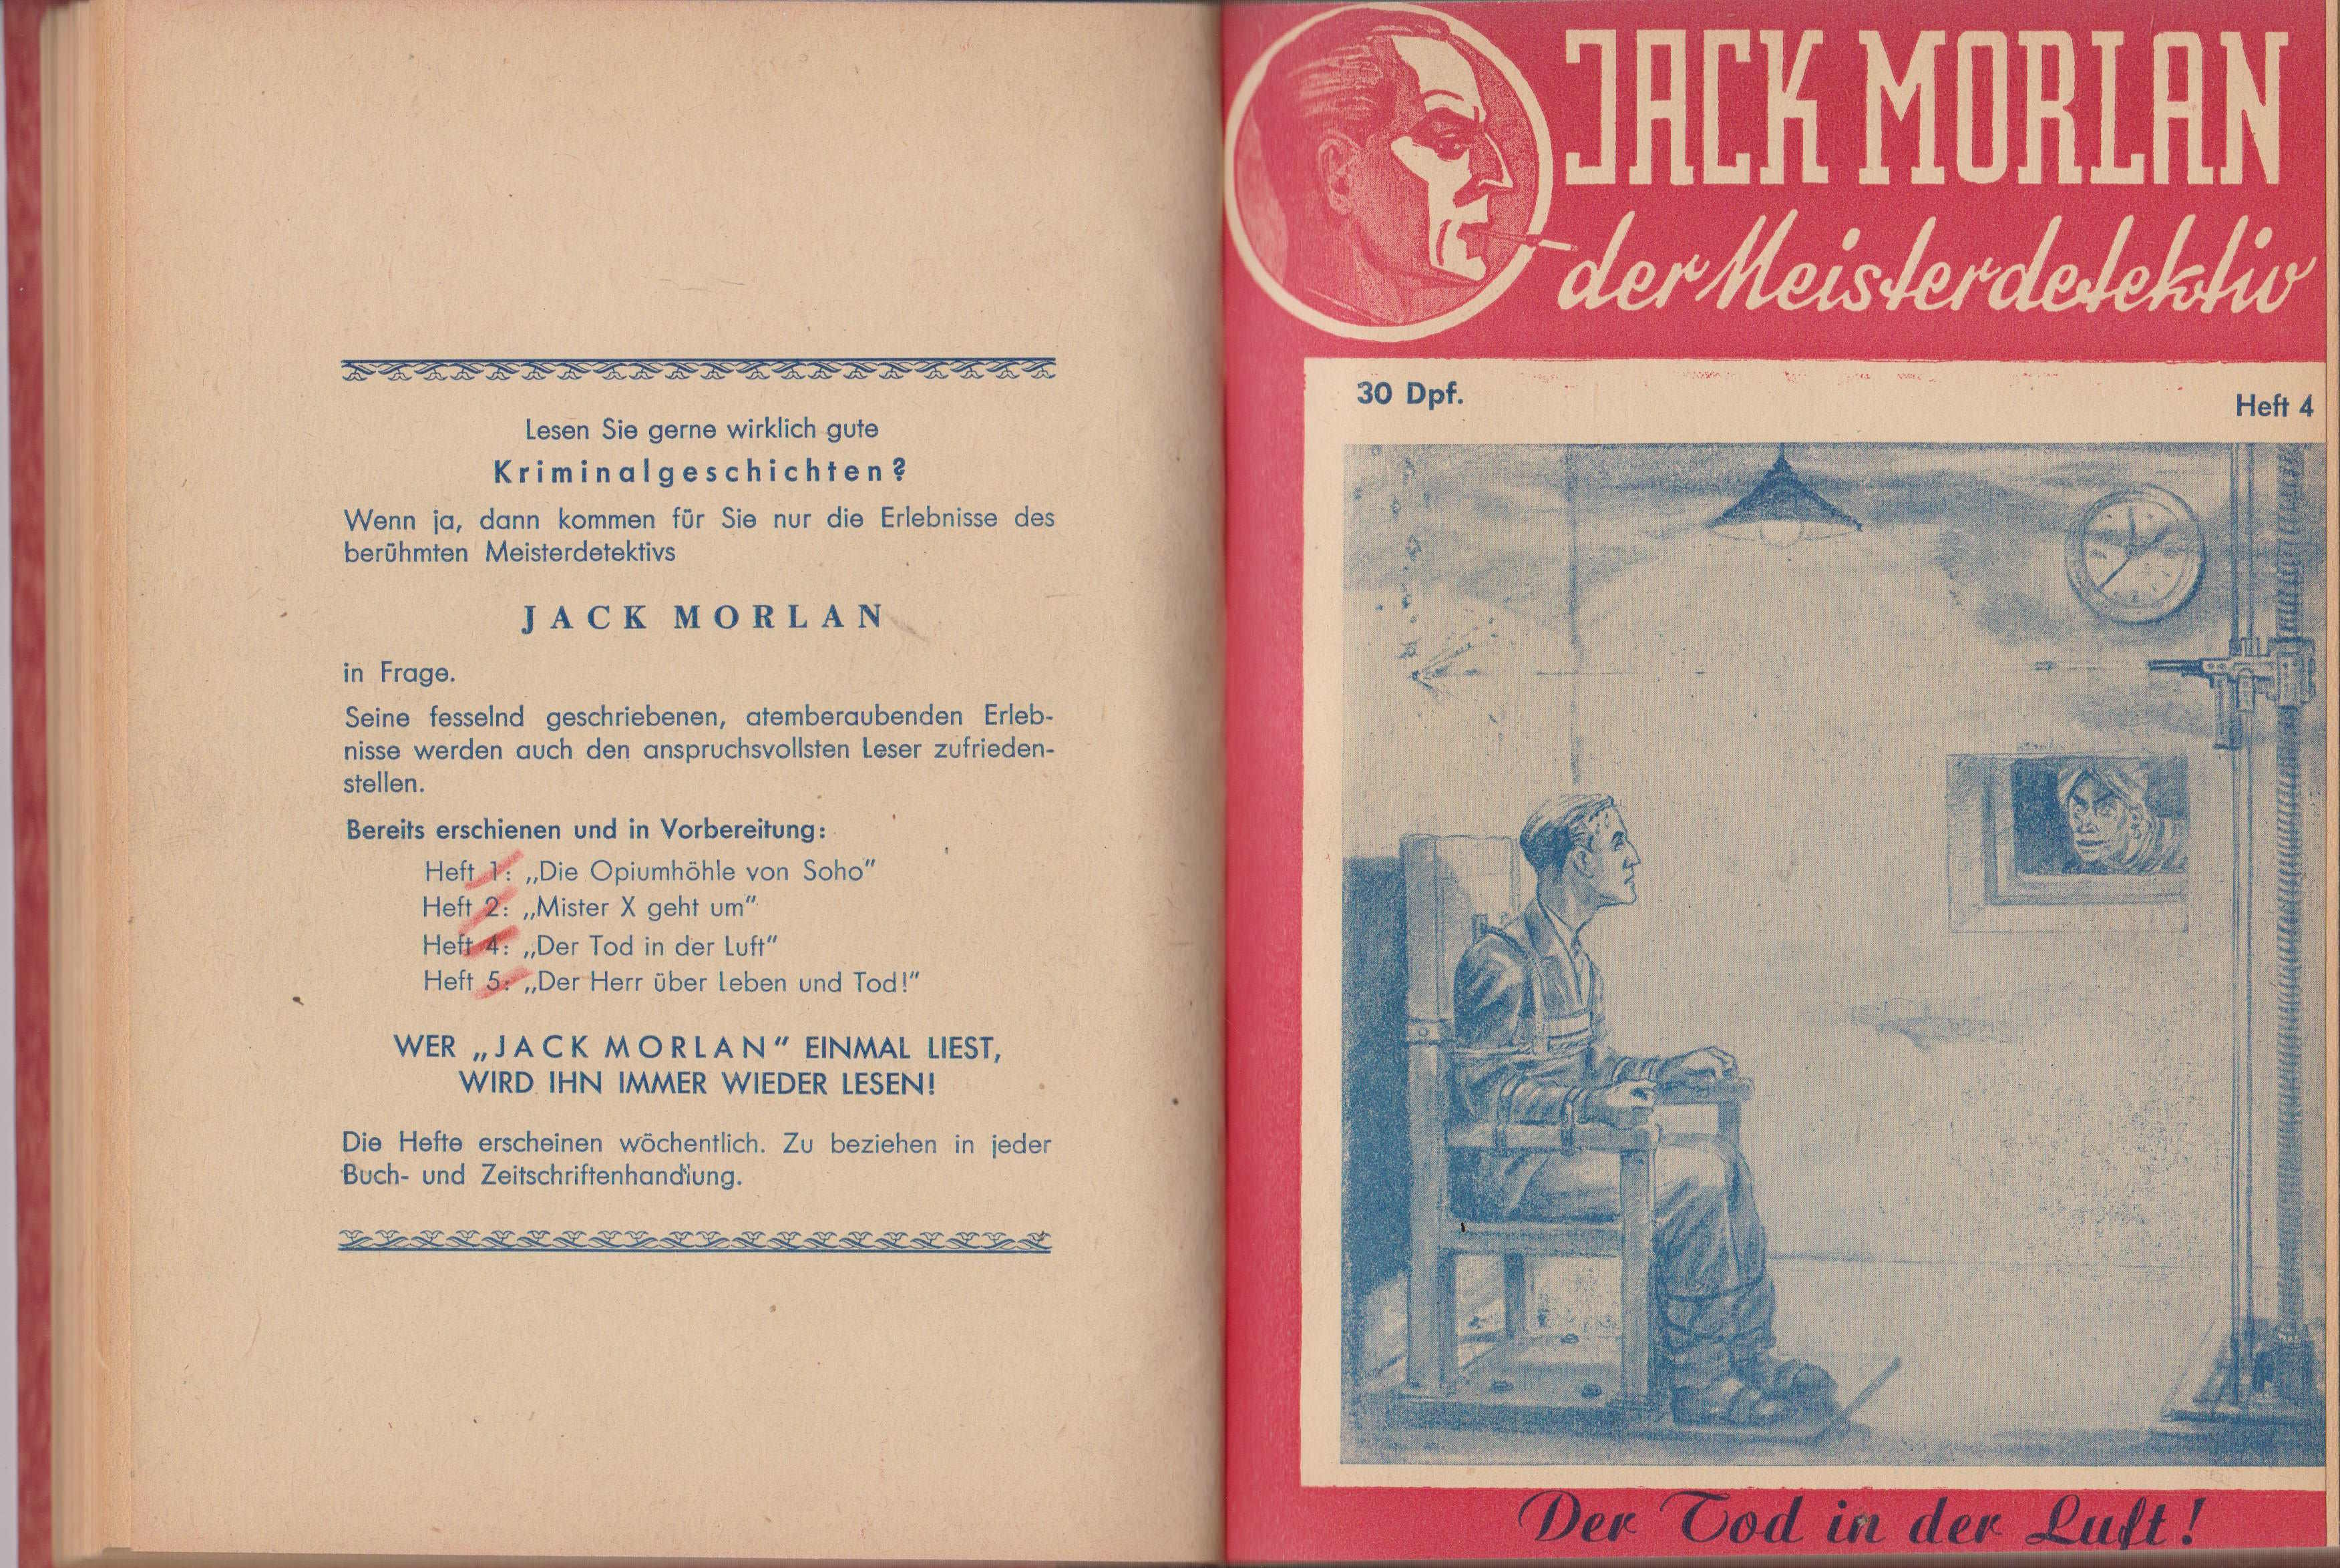 Lesen Sie gerne wirklich gute
Kriminalgeschichten?
Wenn ja, dann kommen für Sie nur die Erlebnisse des
berühmten Meisterdetektivs
JACK MORLAN
in Frage.
Seine fesselnd geschriebenen, atemberaubenden Erleb-
nisse werden auch den anspruchsvollsten Leser zufrieden-
stellen.
Bereits erschienen und in Vorbereitung:
Heft 1: „Die Opiumhöhle von Soho"
Heft 2: „Mister X geht um"
Heft 4: „Der Tod in der Luft"
Heft 5: „Der Herr über Leben und Tod!"
WER „JACK MORLAN" EINMAL LIEST,
WIRD IHN IMMER WIEDER LESEN!
Die Hefte erscheinen wöchentlich. Zu beziehen in jeder
Buch- und Zeitschriftenhandlung.
JACK MORLAN
der Meisterdetektiv
30 Dpf.
Heft 4
Der Tod in der Luft!